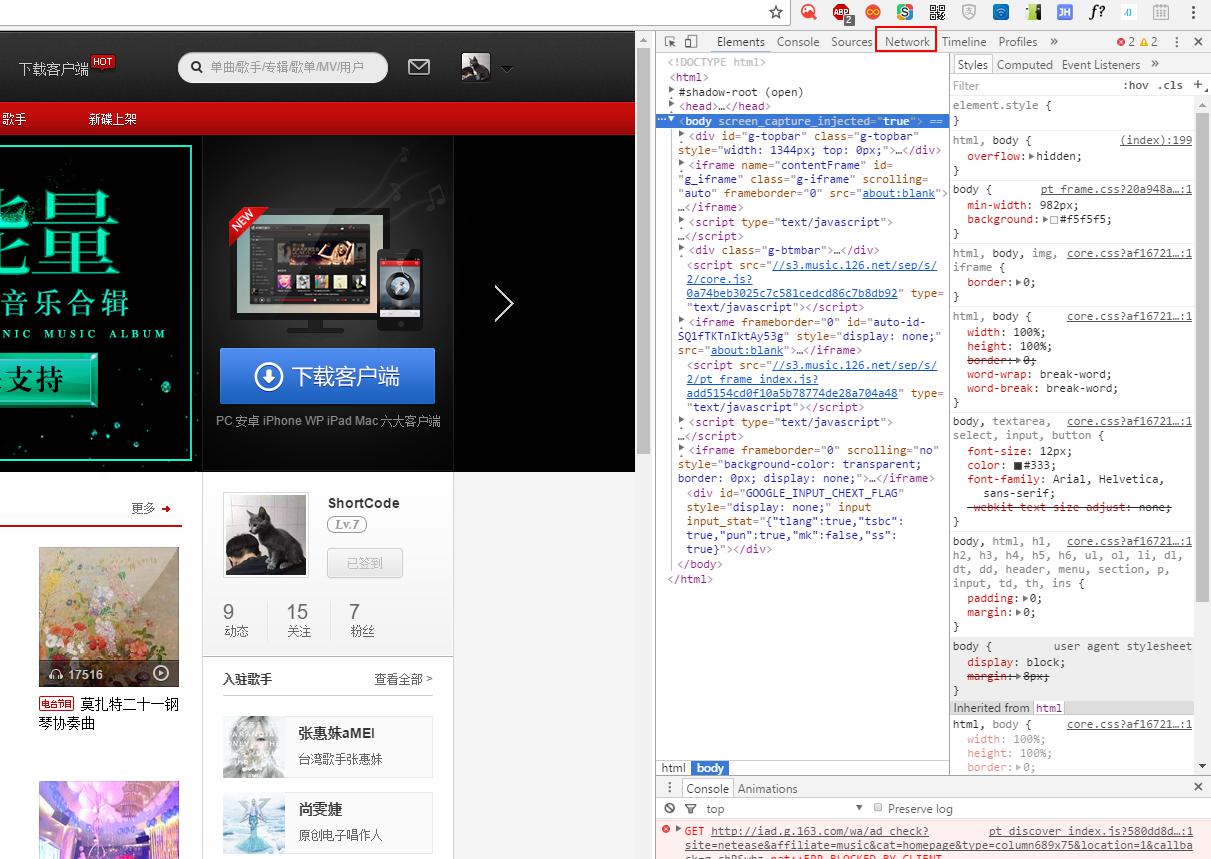 ABP
2
JH
f?
下载客户端
HOT
单曲/歌手/专辑/歌单/MV/用户
歌手
新碟上架
能量
音乐合辑
NIC MUSIC ALBUM
支持
NEW
下载客户端
PC 安卓 iPhone WP iPad Mac 六大客户端
更多
ShortCode
Lv.7
已签到
9
15
7
动态
关注
粉丝
入驻歌手
查看全部 >
张惠妹aMEI
台湾歌手张惠妹
尚雯婕
原创电子唱作人
17516
电台节目 莫扎特二十一钢
琴协奏曲
Elements Console Sources Network Timeline Profiles » 2 2
<!DOCTYPE html>
<html>
#shadow-root (open)
<head>…</head>
<body screen_capture_injected="true"> ==
<div id="g-topbar" class="g-topbar"
style="width: 1344px; top: 0px;">…</div>
<iframe name="contentFrame" id=
"g_iframe" class="g-iframe" scrolling=
"auto" frameborder="0" src="about:blank">
…</iframe>
<script type="text/javascript">
…</script>
<div class="g-btmbar">…</div>
<script src="//s3.music.126.net/sep/s/
2/core.js?
0a74beb3025c7c581cedcd86c7b8db92" type=
"text/javascript"></script>
<iframe frameborder="0" id="auto-id-
SQ1fTKTnIktAy53g" style="display: none;"
src="about:blank">…</iframe>
<script src="//s3.music.126.net/sep/s/
2/pt_frame_index.js?
add5154cd0f10a5b78774de28a704a48" type=
"text/javascript"></script>
<script type="text/javascript">
…</script>
<iframe frameborder="0" scrolling="no"
style="background-color: transparent;
border: 0px; display: none;">…</iframe>
<div id="GOOGLE_INPUT_CHEXT_FLAG"
style="display: none;" input
input_stat="{"tlang":true,"tsbc":
true,"pun":true,"mk":false,"ss":
true}"></div>
</body>
</html>
html body
Styles Computed Event Listeners »
Filter :hov .cls +
element.style {
}
html, body { (index):199
overflow: hidden;
}
body { pt_frame.css?20a948a…:1
min-width: 982px;
background: #f5f5f5;
}
html, body, img, core.css?af16721…:1
iframe {
border: 0;
}
html, body { core.css?af16721…:1
width: 100%;
height: 100%;
border: 0;
word-wrap: break-word;
word-break: break-word;
}
body, textarea, core.css?af16721…:1
select, input, button {
font-size: 12px;
color: #333;
font-family: Arial, Helvetica,
sans-serif;
-webkit-text-size-adjust: none;
}
body, html, h1, core.css?af16721…:1
h2, h3, h4, h5, h6, ul, ol, li, dl,
dt, dd, header, menu, section, p,
input, td, th, ins {
padding: 0;
margin: 0;
}
body { user agent stylesheet
display: block;
margin: 8px;
}
Inherited from html
html, body { core.css?af16721…:1
width: 100%;
height: 100%;
border: 0;
Console Animations
top Preserve log
GET http://iad.g.163.com/wa/ad_check? pt_discover_index.js?580dd8d…:1
site=netease&affiliate=music&cat=homepage&type=column689x75&location=1&callba
net::ERR_BLOCKED_BY_CLIENT